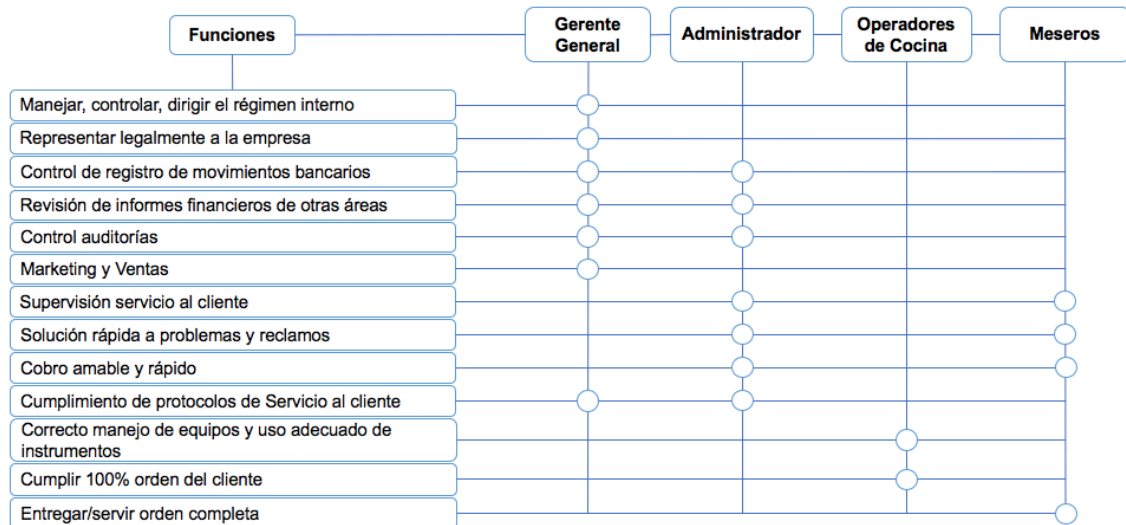 Funciones
Gerente
General
Administrador
Operadores
de Cocina
Meseros
Manejar, controlar, dirigir el régimen interno
Representar legalmente a la empresa
Control de registro de movimientos bancarios
Revisión de informes financieros de otras áreas
Control auditorías
Marketing y Ventas
Supervisión servicio al cliente
Solución rápida a problemas y reclamos
Cobro amable y rápido
Cumplimiento de protocolos de Servicio al cliente
Correcto manejo de equipos y uso adecuado de
instrumentos
Cumplir 100% orden del cliente
Entregar/servir orden completa